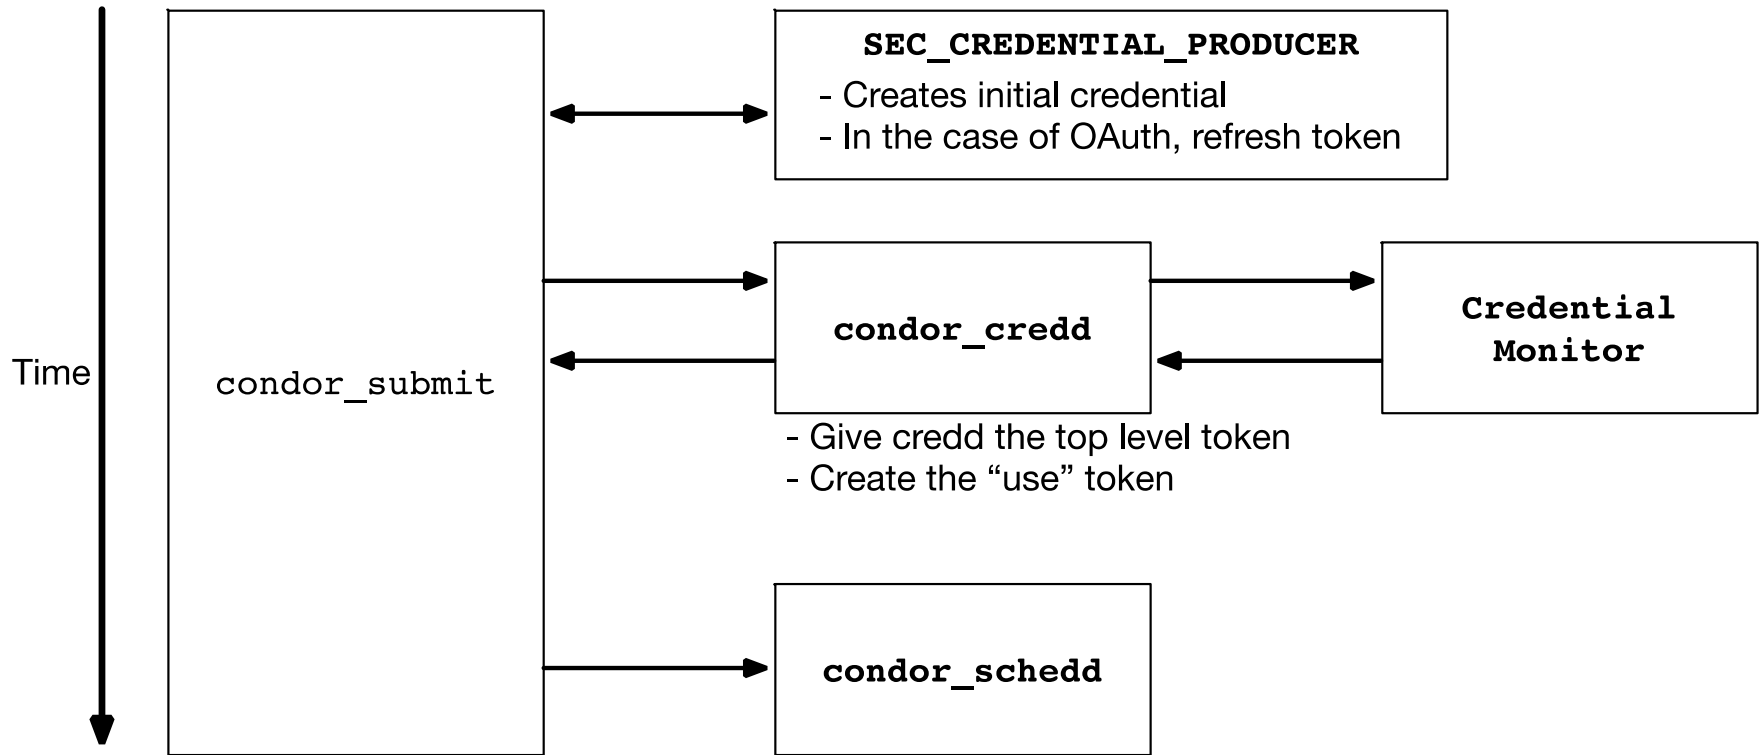 SEC_CREDENTIAL_PRODUCER
- Creates initial credential
- In the case of OAuth, refresh token
Time
condor_submit
condor_credd
Credential
Monitor
- Give credd the top level token
- Create the “use” token
condor_schedd